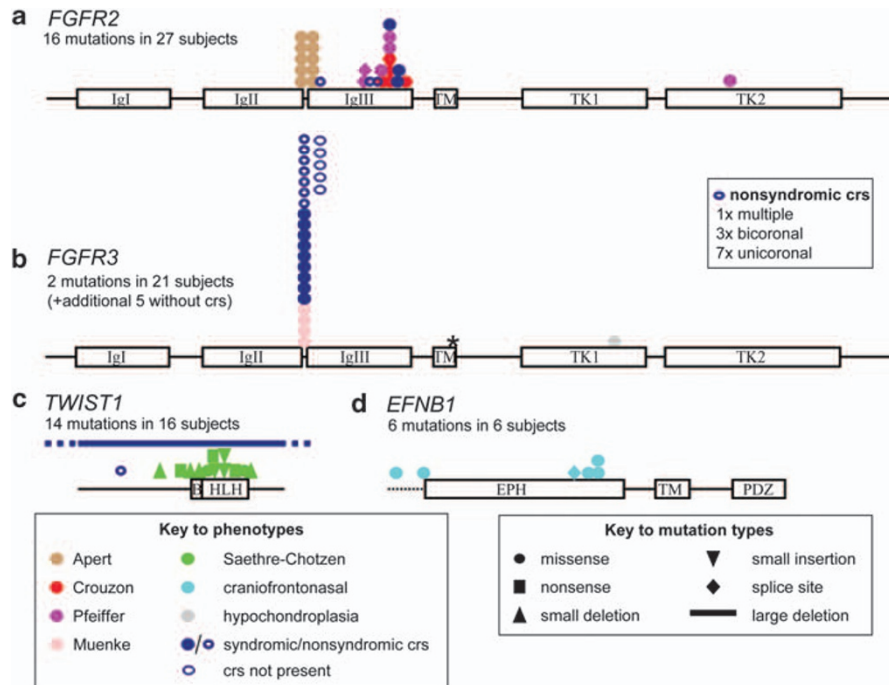 a FGFR2
16 mutations in 27 subjects
IgI IgII IgIII TM TK1 TK2
nonsyndromic crs
1x multiple
3x bicoronal
7x unicoronal
b FGFR3
2 mutations in 21 subjects
(+additional 5 without crs)
*
IgI IgII IgIII TM TK1 TK2
c TWIST1
14 mutations in 16 subjects
B HLH
d EFNB1
6 mutations in 6 subjects
EPH TM PDZ
Key to phenotypes
Apert Saethre-Chotzen
Crouzon craniofrontonasal
Pfeiffer hypochondroplasia
Muenke / syndromic/nonsyndromic crs
crs not present
Key to mutation types
missense small insertion
nonsense splice site
small deletion large deletion